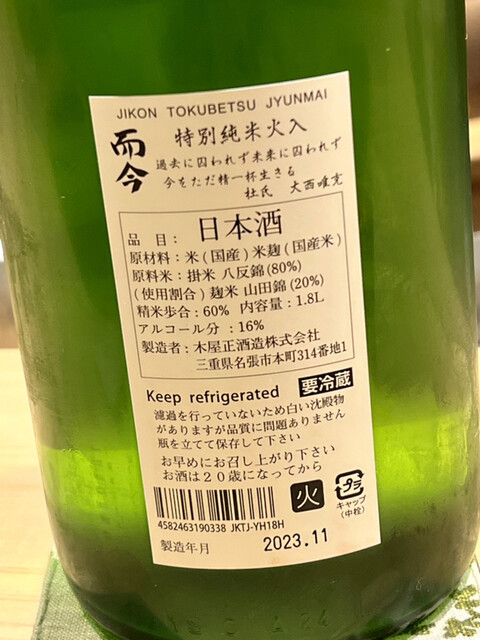 JIKON TOKUBETSU JYUNMAI
而今
特別純米火入
過去に囚われず未来に囚われず
今をただ精一杯生きる
杜氏 大西唯克
品目: 日本酒
原材料:米(国産)米麹(国産米)
原料米:掛米 八反錦(80%)
(使用割合)麹米 山田錦(20%)
精米歩合:60% 内容量:1.8L
アルコール分 :16%
製造者:木屋正酒造株式会社
三重県名張市本町314番地1
Keep refrigerated 要冷蔵
濾過を行っていないため白い沈殿物
がありますが品質に問題ありません
瓶を立てて保存して下さい
お早めにお召し上がり下さい
お酒は20歳になってから
火
プラ
キャップ
(中栓)
4582463190338 JKTJ-YH18H
製造年月 2023.11